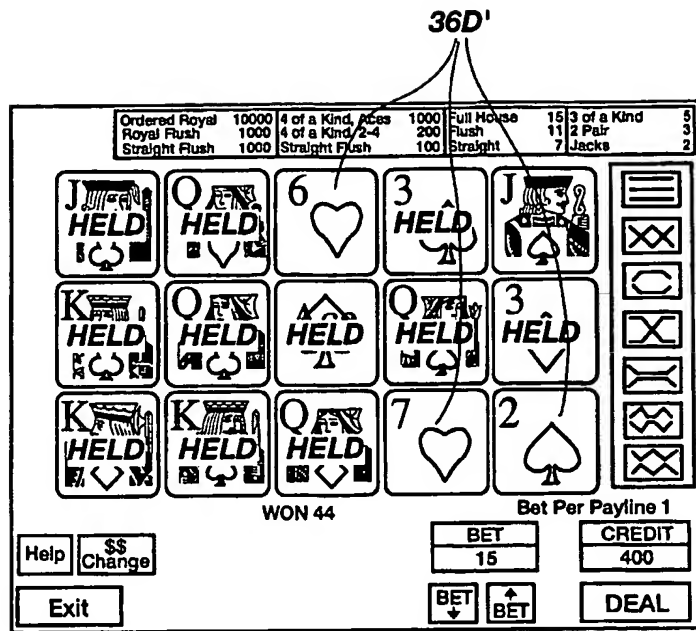 36D'
Ordered Royal 10000 4 of a Kind, Aces 1000 Full House 15 3 of a Kind 5
Royal Flush 1000 4 of a Kind, 2-4 200 Flush 11 2 Pair 3
Straight Flush 1000 Straight Flush 100 Straight 7 Jacks 2
J HELD Q HELD 6 3 HELD J
K HELD Q HELD HELD Q HELD 3 HELD
K HELD K HELD Q HELD 7 2
WON 44 Bet Per Payline 1
Help $$ Change BET 15 CREDIT 400
Exit BET BET DEAL